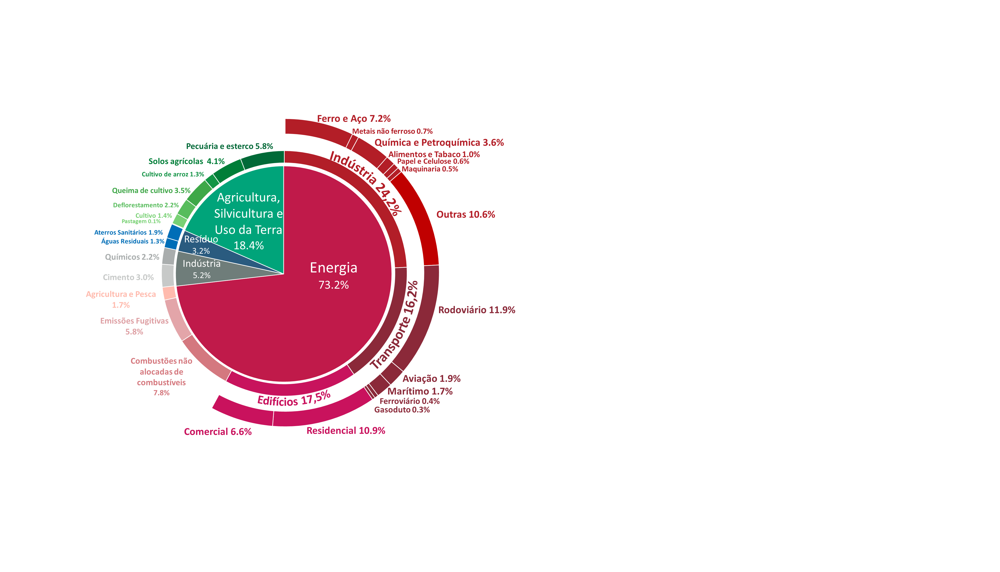 Ferro e Aço 7.2%
Metais não ferroso 0.7%
Química e Petroquímica 3.6%
Alimentos e Tabaco 1.0%
Papel e Celulose 0.6%
Maquinaria 0.5%
Outras 10.6%
Indústria 24,2%
Rodoviário 11.9%
Aviação 1.9%
Marítimo 1.7%
Ferroviário 0.4%
Gasoduto 0.3%
Transporte 16,2%
Residencial 10.9%
Comercial 6.6%
Edifícios 17,5%
Pecuária e esterco 5.8%
Solos agrícolas  4.1%
Cultivo de arroz 1.3%
Queima de cultivo 3.5%
Deflorestamento 2.2%
Cultivo 1.4%
Pastagem 0.1%
Aterros Sanitários 1.9%
Águas Residuais 1.3%
Químicos 2.2%
Cimento 3.0%
Agricultura e Pesca
1.7%
Emissões Fugitivas
5.8%
Combustões não
alocadas de
combustíveis
7.8%
Agricultura,
Silvicultura e
Uso da Terra
18.4%
Resíduo
3.2%
Indústria
5.2%
Energia
73.2%